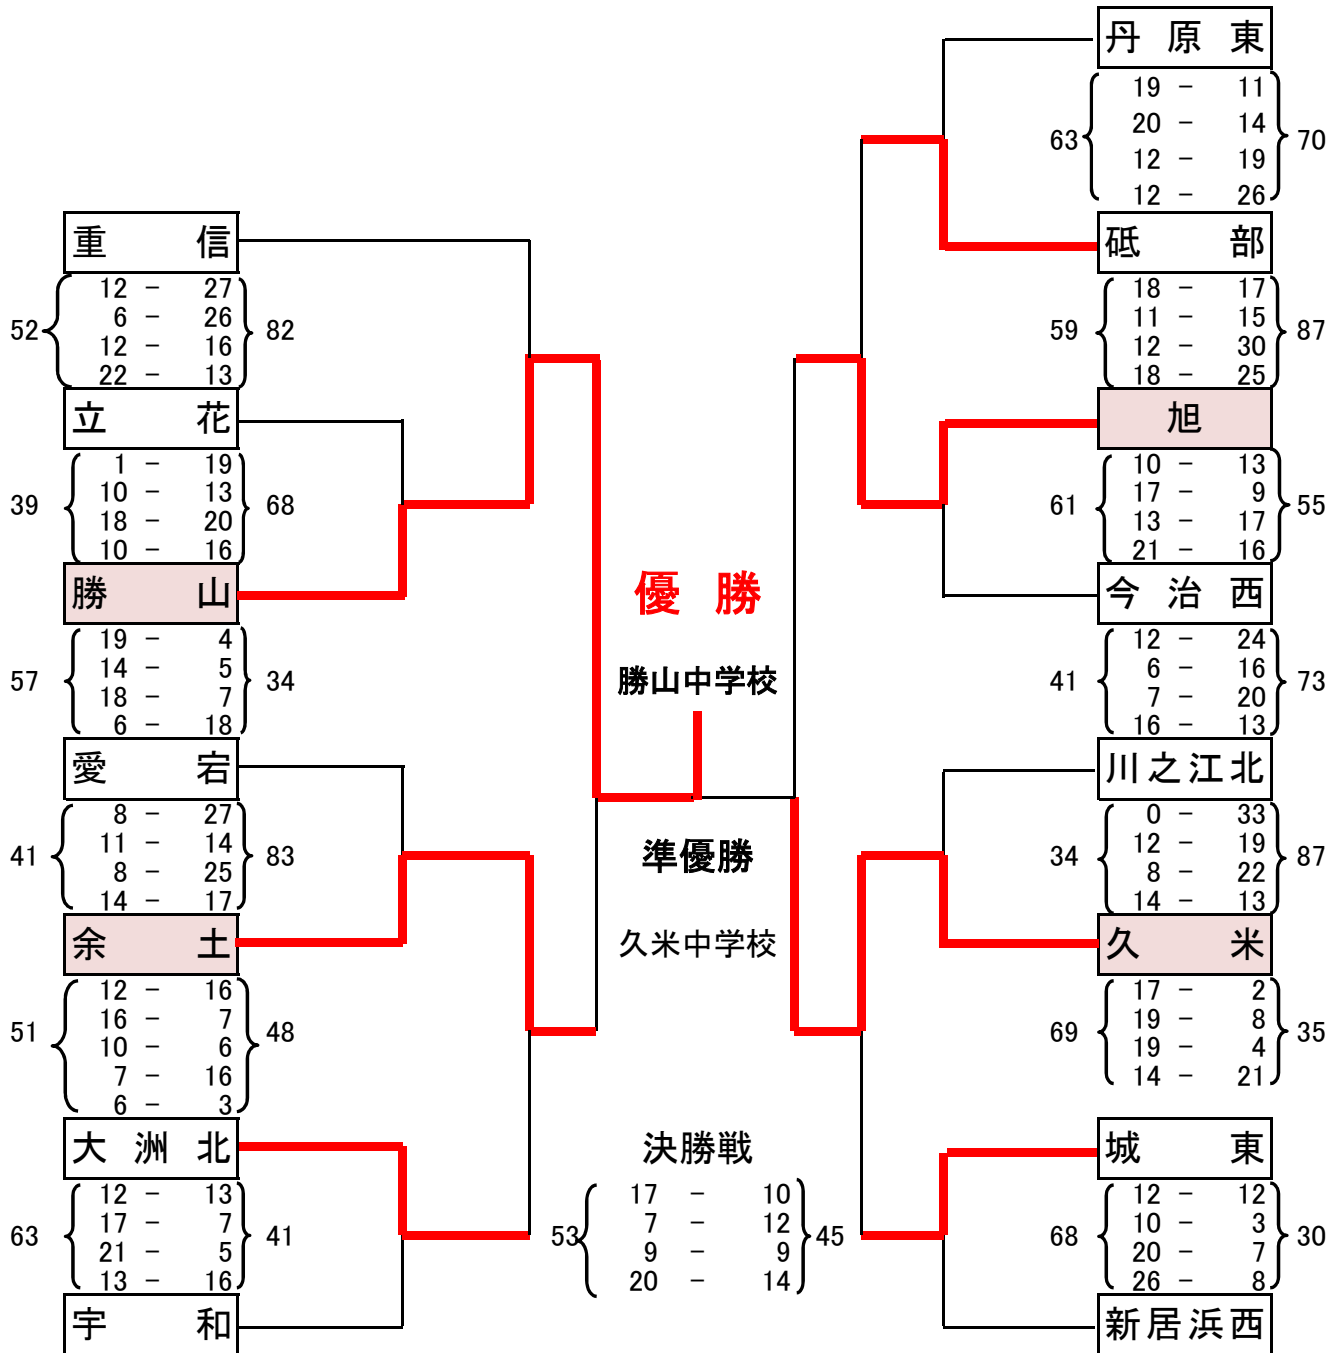 重信
52 82
12 - 27
6 - 26
12 - 16
22 - 13
立花
39 68
1 - 19
10 - 13
18 - 20
10 - 16
勝山
57 34
19 - 4
14 - 5
18 - 7
6 - 18
愛宕
41 83
8 - 27
11 - 14
8 - 25
14 - 17
余土
51 48
12 - 16
16 - 7
10 - 6
7 - 16
6 - 3
大洲北
63 41
12 - 13
17 - 7
21 - 5
13 - 16
宇和
優勝
勝山中学校
準優勝
久米中学校
決勝戦
53 45
17 - 10
7 - 12
9 - 9
20 - 14
丹原東
63 70
19 - 11
20 - 14
12 - 19
12 - 26
砥部
59 87
18 - 17
11 - 15
12 - 30
18 - 25
旭
61 55
10 - 13
17 - 9
13 - 17
21 - 16
今治西
41 73
12 - 24
6 - 16
7 - 20
16 - 13
川之江北
34 87
0 - 33
12 - 19
8 - 22
14 - 13
久米
69 35
17 - 2
19 - 8
19 - 4
14 - 21
城東
68 30
12 - 12
10 - 3
20 - 7
26 - 8
新居浜西